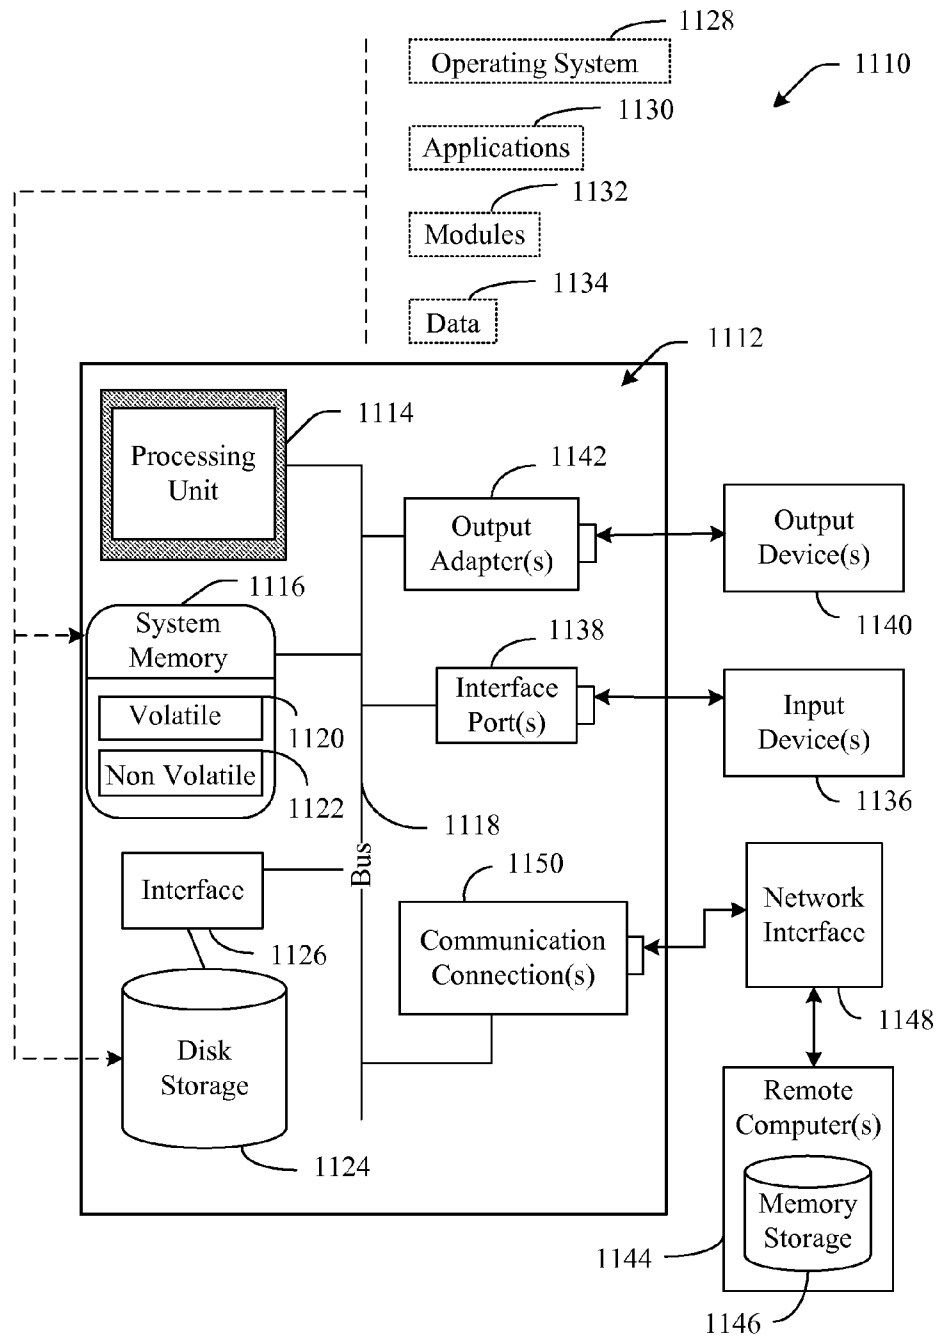 1128
Operating System
1110
1130
Applications
1132
Modules
1134
Data
1112
1114
Processing
Unit
1142
Output
Adapter(s)
Output
Device(s)
1140
1116
System
Memory
1138
Interface
Port(s)
Input
Device(s)
1136
Volatile
1120
Non Volatile
1122
1118
Bus
1150
Interface
1126
Communication
Connection(s)
Network
Interface
1148
Disk
Storage
1124
Remote
Computer(s)
Memory
Storage
1144
1146